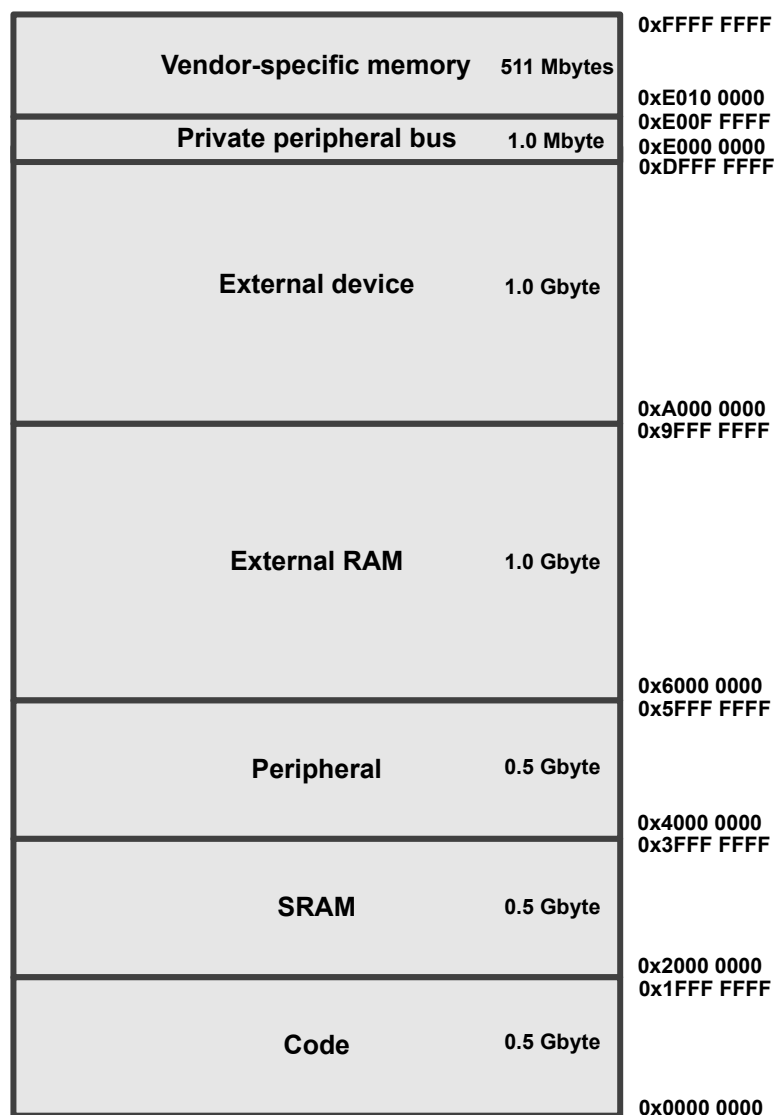 0xFFFF FFFF
Vendor-specific memory 511 Mbytes
0xE010 0000
0xE00F FFFF
Private peripheral bus 1.0 Mbyte
0xE000 0000
0xDFFF FFFF
External device 1.0 Gbyte
0xA000 0000
0x9FFF FFFF
External RAM 1.0 Gbyte
0x6000 0000
0x5FFF FFFF
Peripheral 0.5 Gbyte
0x4000 0000
0x3FFF FFFF
SRAM 0.5 Gbyte
0x2000 0000
0x1FFF FFFF
Code 0.5 Gbyte
0x0000 0000